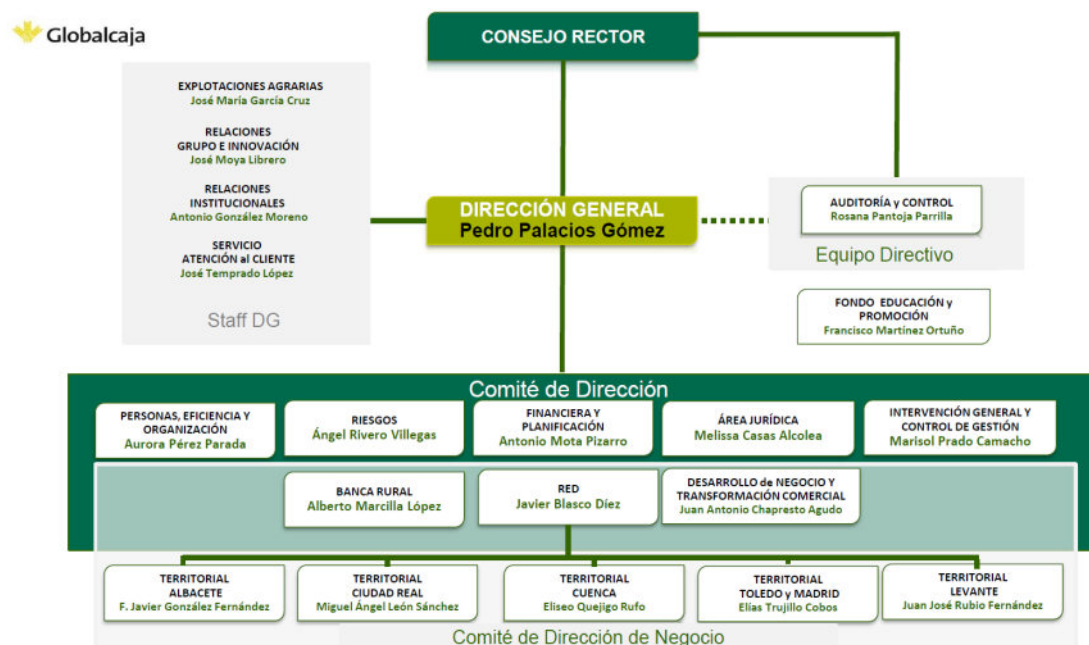 Globalcaja
CONSEJO RECTOR
EXPLOTACIONES AGRARIAS
José María García Cruz
RELACIONES
GRUPO E INNOVACIÓN
José Moya Librero
RELACIONES
INSTITUCIONALES
Antonio González Moreno
SERVICIO
ATENCIÓN al CLIENTE
José Temprado López
Staff DG
DIRECCIÓN GENERAL
Pedro Palacios Gómez
AUDITORÍA y CONTROL
Rosana Pantoja Parrilla
Equipo Directivo
FONDO EDUCACIÓN y
PROMOCIÓN
Francisco Martínez Ortuño
Comité de Dirección
PERSONAS, EFICIENCIA Y
ORGANIZACIÓN
Aurora Pérez Parada
RIESGOS
Ángel Rivero Villegas
FINANCIERA Y
PLANIFICACIÓN
Antonio Mota Pizarro
ÁREA JURÍDICA
Melissa Casas Alcolea
INTERVENCIÓN GENERAL Y
CONTROL DE GESTIÓN
Marisol Prado Camacho
BANCA RURAL
Alberto Marcilla López
RED
Javier Blasco Díez
DESARROLLO de NEGOCIO Y
TRANSFORMACIÓN COMERCIAL
Juan Antonio Chapresto Agudo
TERRITORIAL
ALBACETE
F. Javier González Fernández
TERRITORIAL
CIUDAD REAL
Miguel Ángel León Sánchez
TERRITORIAL
CUENCA
Eliseo Quejigo Rufo
TERRITORIAL
TOLEDO y MADRID
Elías Trujillo Cobos
TERRITORIAL
LEVANTE
Juan José Rubio Fernández
Comité de Dirección de Negocio